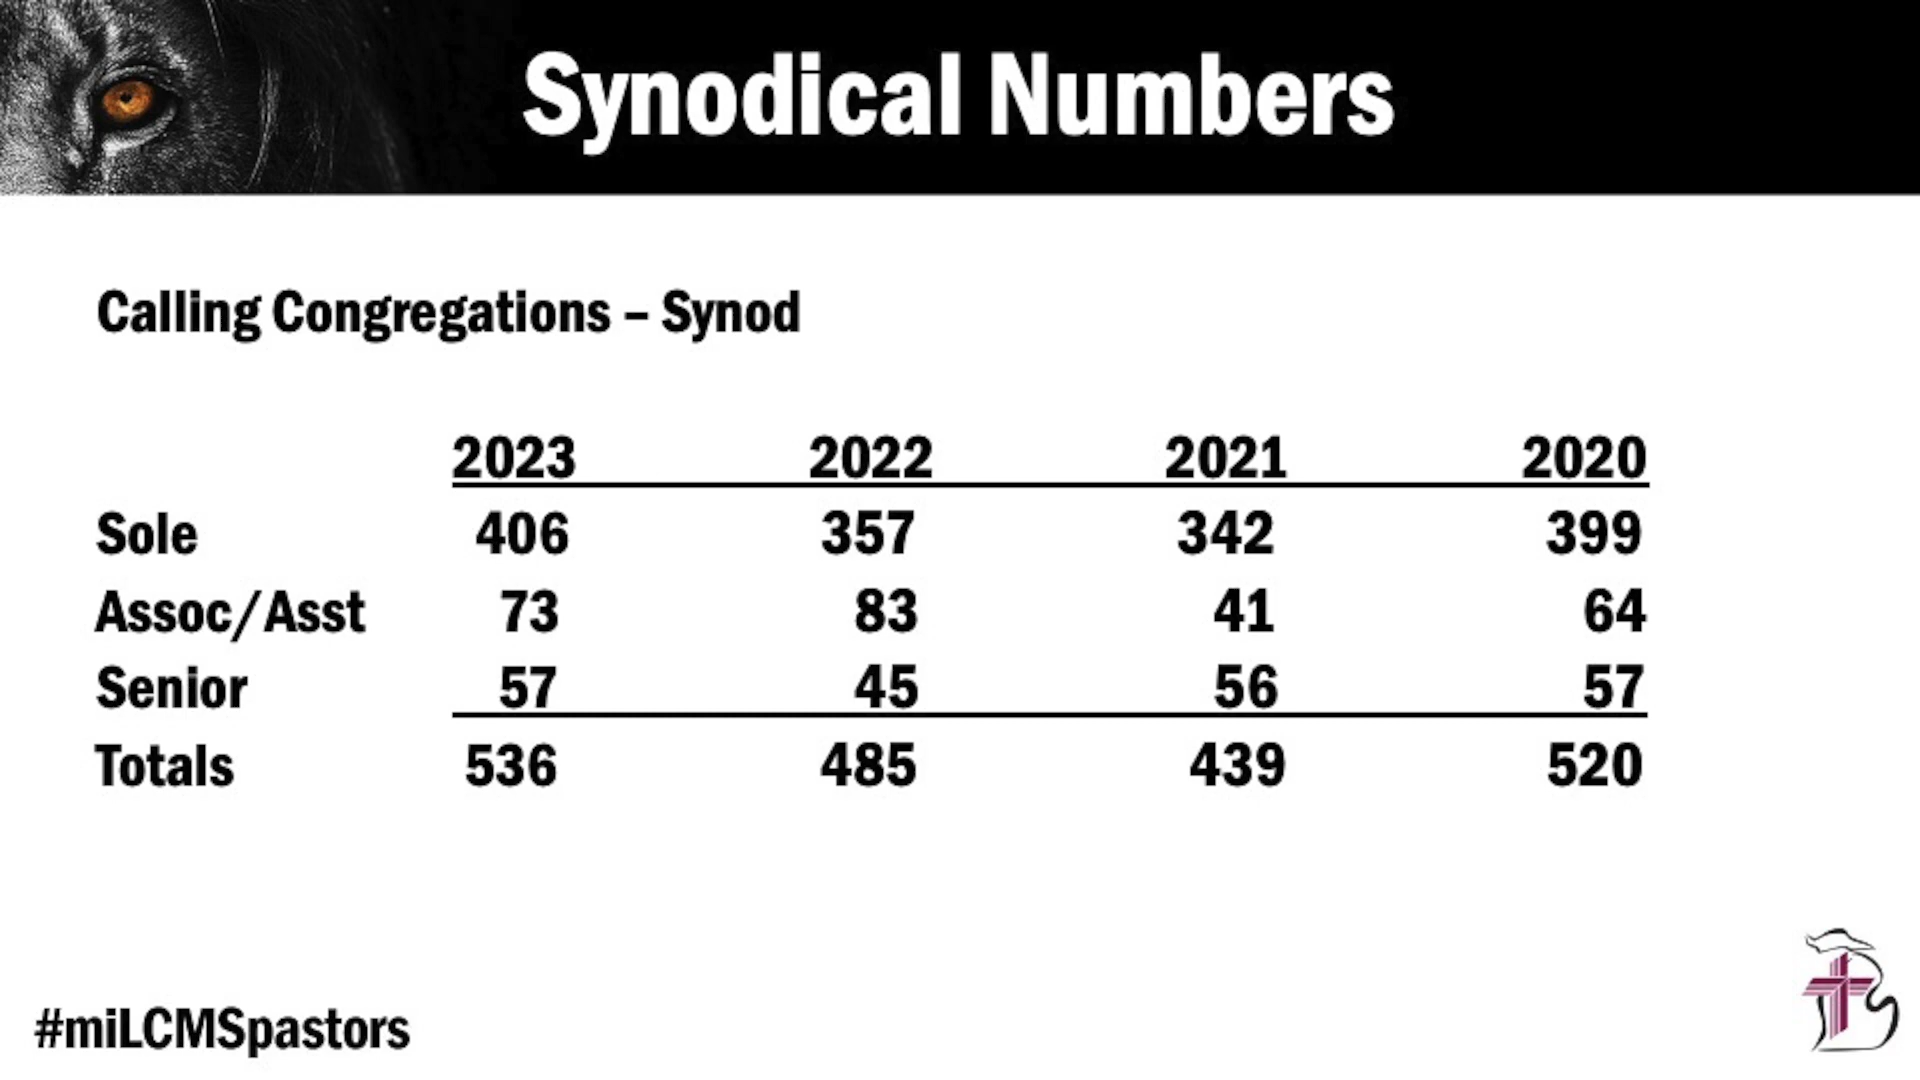 Synodical Numbers
Calling Congregations – Synod
2023 2022 2021 2020
Sole 406 357 342 399
Assoc/Asst 73 83 41 64
Senior 57 45 56 57
Totals 536 485 439 520
#miLCMSpastors